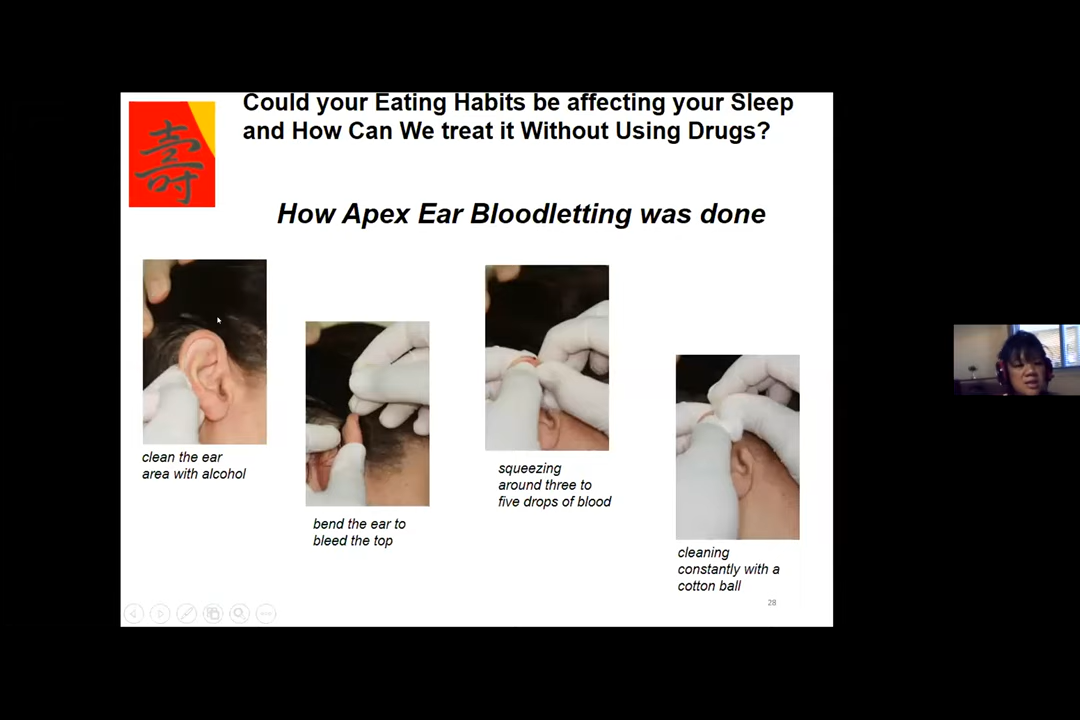 Could your Eating Habits be affecting your Sleep
and How Can We treat it Without Using Drugs?
壽
How Apex Ear Bloodletting was done
clean the ear
area with alcohol
bend the ear to
bleed the top
squeezing
around three to
five drops of blood
cleaning
constantly with a
cotton ball
28